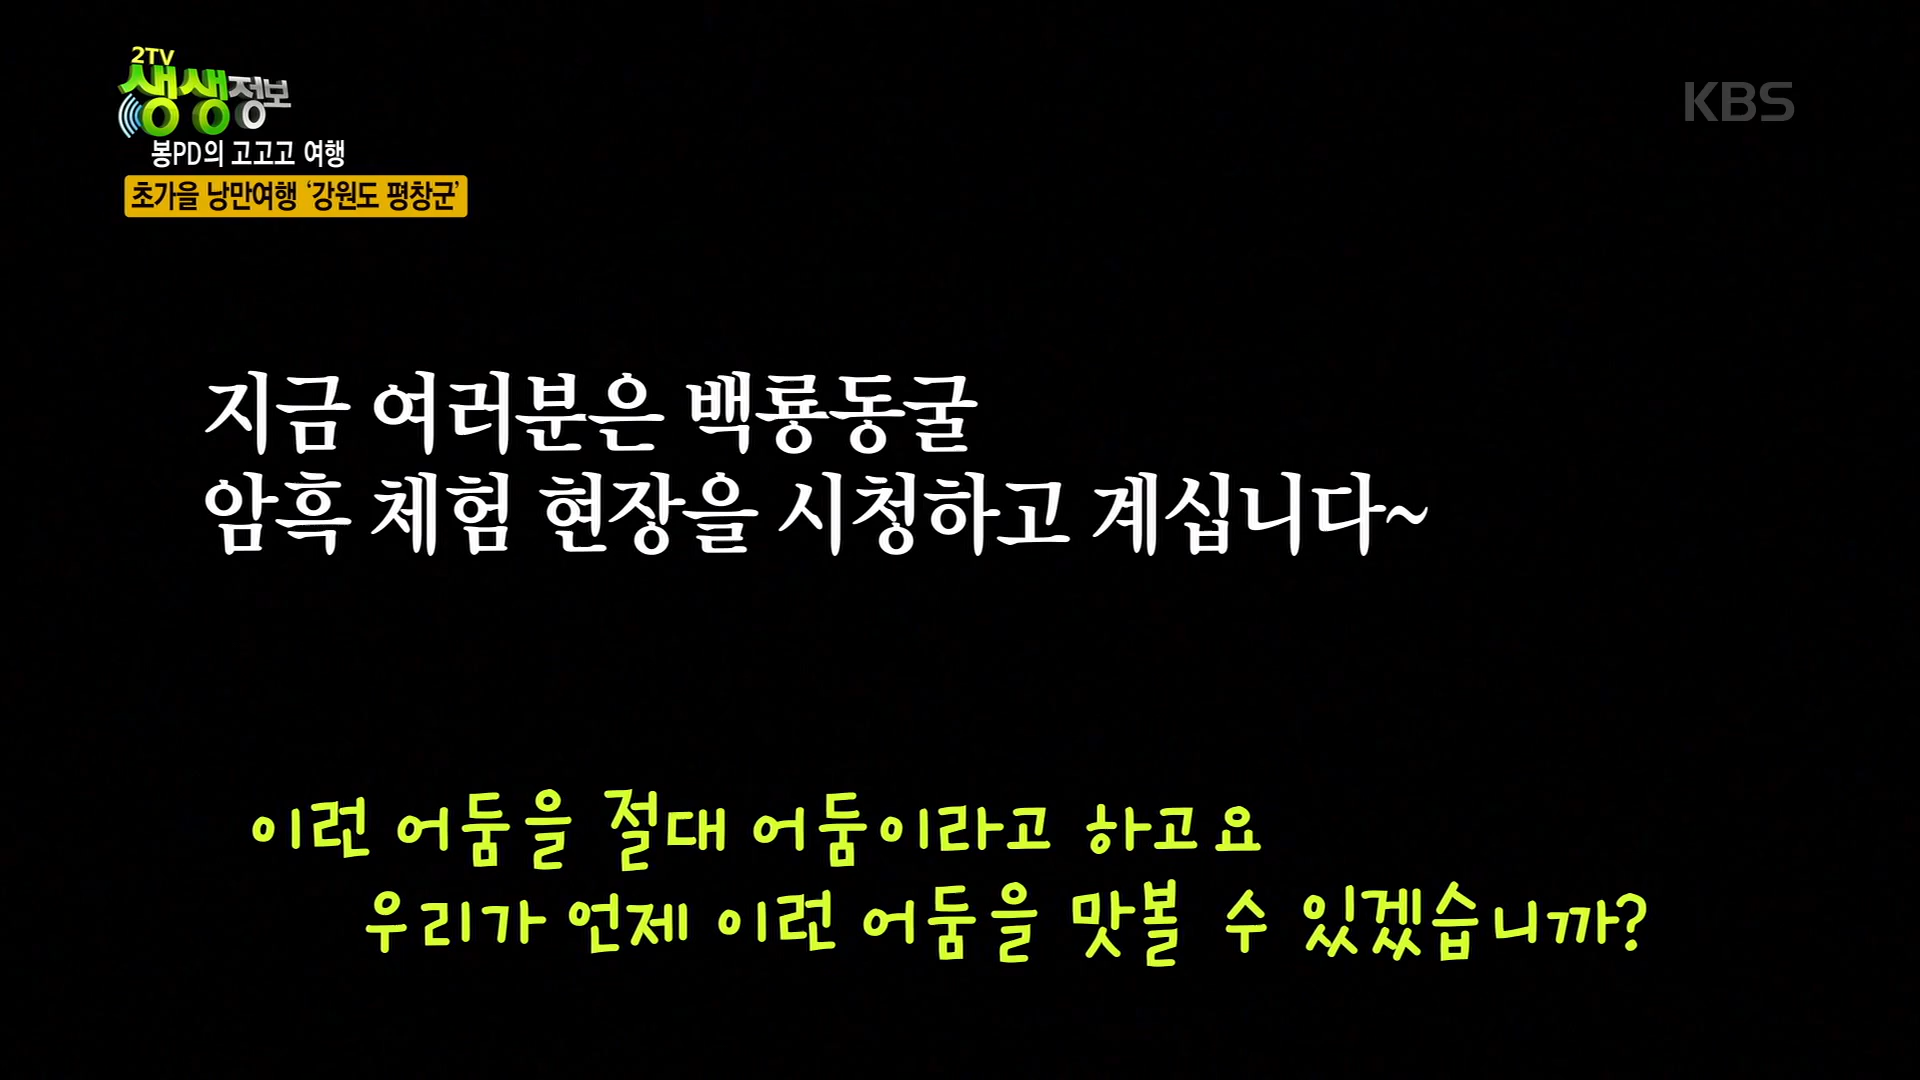 2TV
생생정보
KBS
봉PD의 고고고 여행
초가을 낭만여행 ‘강원도 평창군’
지금 여러분은 백룡동굴
암흑 체험 현장을 시청하고 계십니다~
이런 어둠을 절대 어둠이라고 하고요
우리가 언제 이런 어둠을 맛볼 수 있겠습니까?